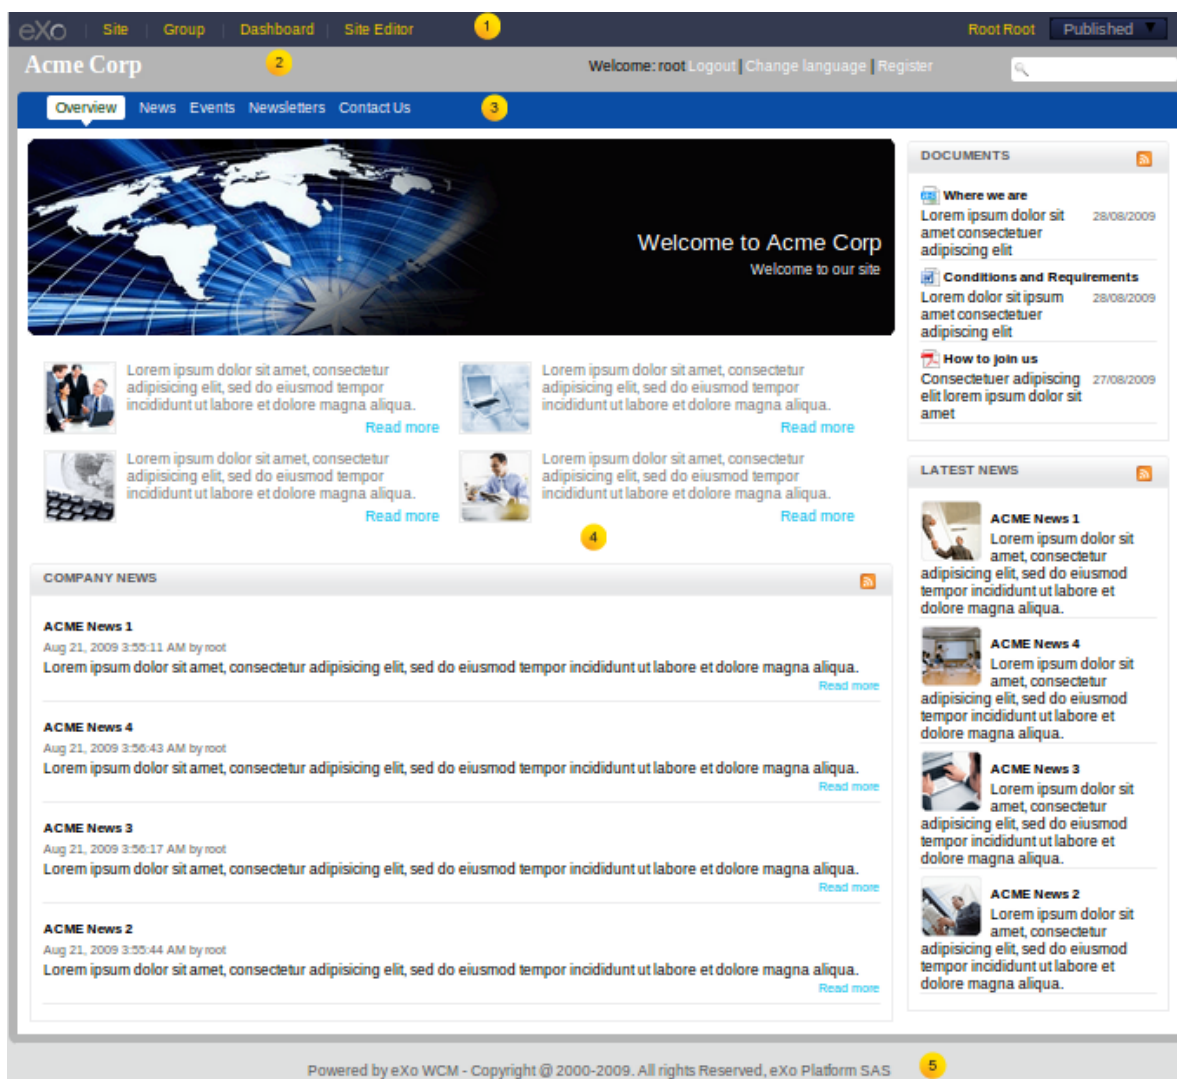 eXo | Site | Group | Dashboard | Site Editor 1 Root Root Published
Acme Corp 2 Welcome: root Logout | Change language | Register
Overview News Events Newsletters Contact Us 3
Welcome to Acme Corp
Welcome to our site
Lorem ipsum dolor sit amet, consectetur
adipisicing elit, sed do eiusmod tempor
incididunt ut labore et dolore magna aliqua.
Read more
Lorem ipsum dolor sit amet, consectetur
adipisicing elit, sed do eiusmod tempor
incididunt ut labore et dolore magna aliqua.
Read more
Lorem ipsum dolor sit amet, consectetur
adipisicing elit, sed do eiusmod tempor
incididunt ut labore et dolore magna aliqua.
Read more
Lorem ipsum dolor sit amet, consectetur
adipisicing elit, sed do eiusmod tempor
incididunt ut labore et dolore magna aliqua.
Read more
4
COMPANY NEWS
ACME News 1
Aug 21, 2009 3:55:11 AM by root
Lorem ipsum dolor sit amet, consectetur adipisicing elit, sed do eiusmod tempor incididunt ut labore et dolore magna aliqua.
Read more
ACME News 4
Aug 21, 2009 3:56:43 AM by root
Lorem ipsum dolor sit amet, consectetur adipisicing elit, sed do eiusmod tempor incididunt ut labore et dolore magna aliqua.
Read more
ACME News 3
Aug 21, 2009 3:56:17 AM by root
Lorem ipsum dolor sit amet, consectetur adipisicing elit, sed do eiusmod tempor incididunt ut labore et dolore magna aliqua.
Read more
ACME News 2
Aug 21, 2009 3:55:44 AM by root
Lorem ipsum dolor sit amet, consectetur adipisicing elit, sed do eiusmod tempor incididunt ut labore et dolore magna aliqua.
Read more
DOCUMENTS
Where we are
Lorem ipsum dolor sit 28/08/2009
amet consectetuer
adipiscing elit
Conditions and Requirements
Lorem dolor sit ipsum 28/08/2009
amet consectetuer
adipiscing elit
How to join us
Consectetuer adipiscing 27/08/2009
elit lorem ipsum dolor sit
amet
LATEST NEWS
ACME News 1
Lorem ipsum dolor sit
amet, consectetur
adipisicing elit, sed do eiusmod
tempor incididunt ut labore et
dolore magna aliqua.
ACME News 4
Lorem ipsum dolor sit
amet, consectetur
adipisicing elit, sed do eiusmod
tempor incididunt ut labore et
dolore magna aliqua.
ACME News 3
Lorem ipsum dolor sit
amet, consectetur
adipisicing elit, sed do eiusmod
tempor incididunt ut labore et
dolore magna aliqua.
ACME News 2
Lorem ipsum dolor sit
amet, consectetur
adipisicing elit, sed do eiusmod
tempor incididunt ut labore et
dolore magna aliqua.
Powered by eXo WCM - Copyright @ 2000-2009. All rights Reserved, eXo Platform SAS 5